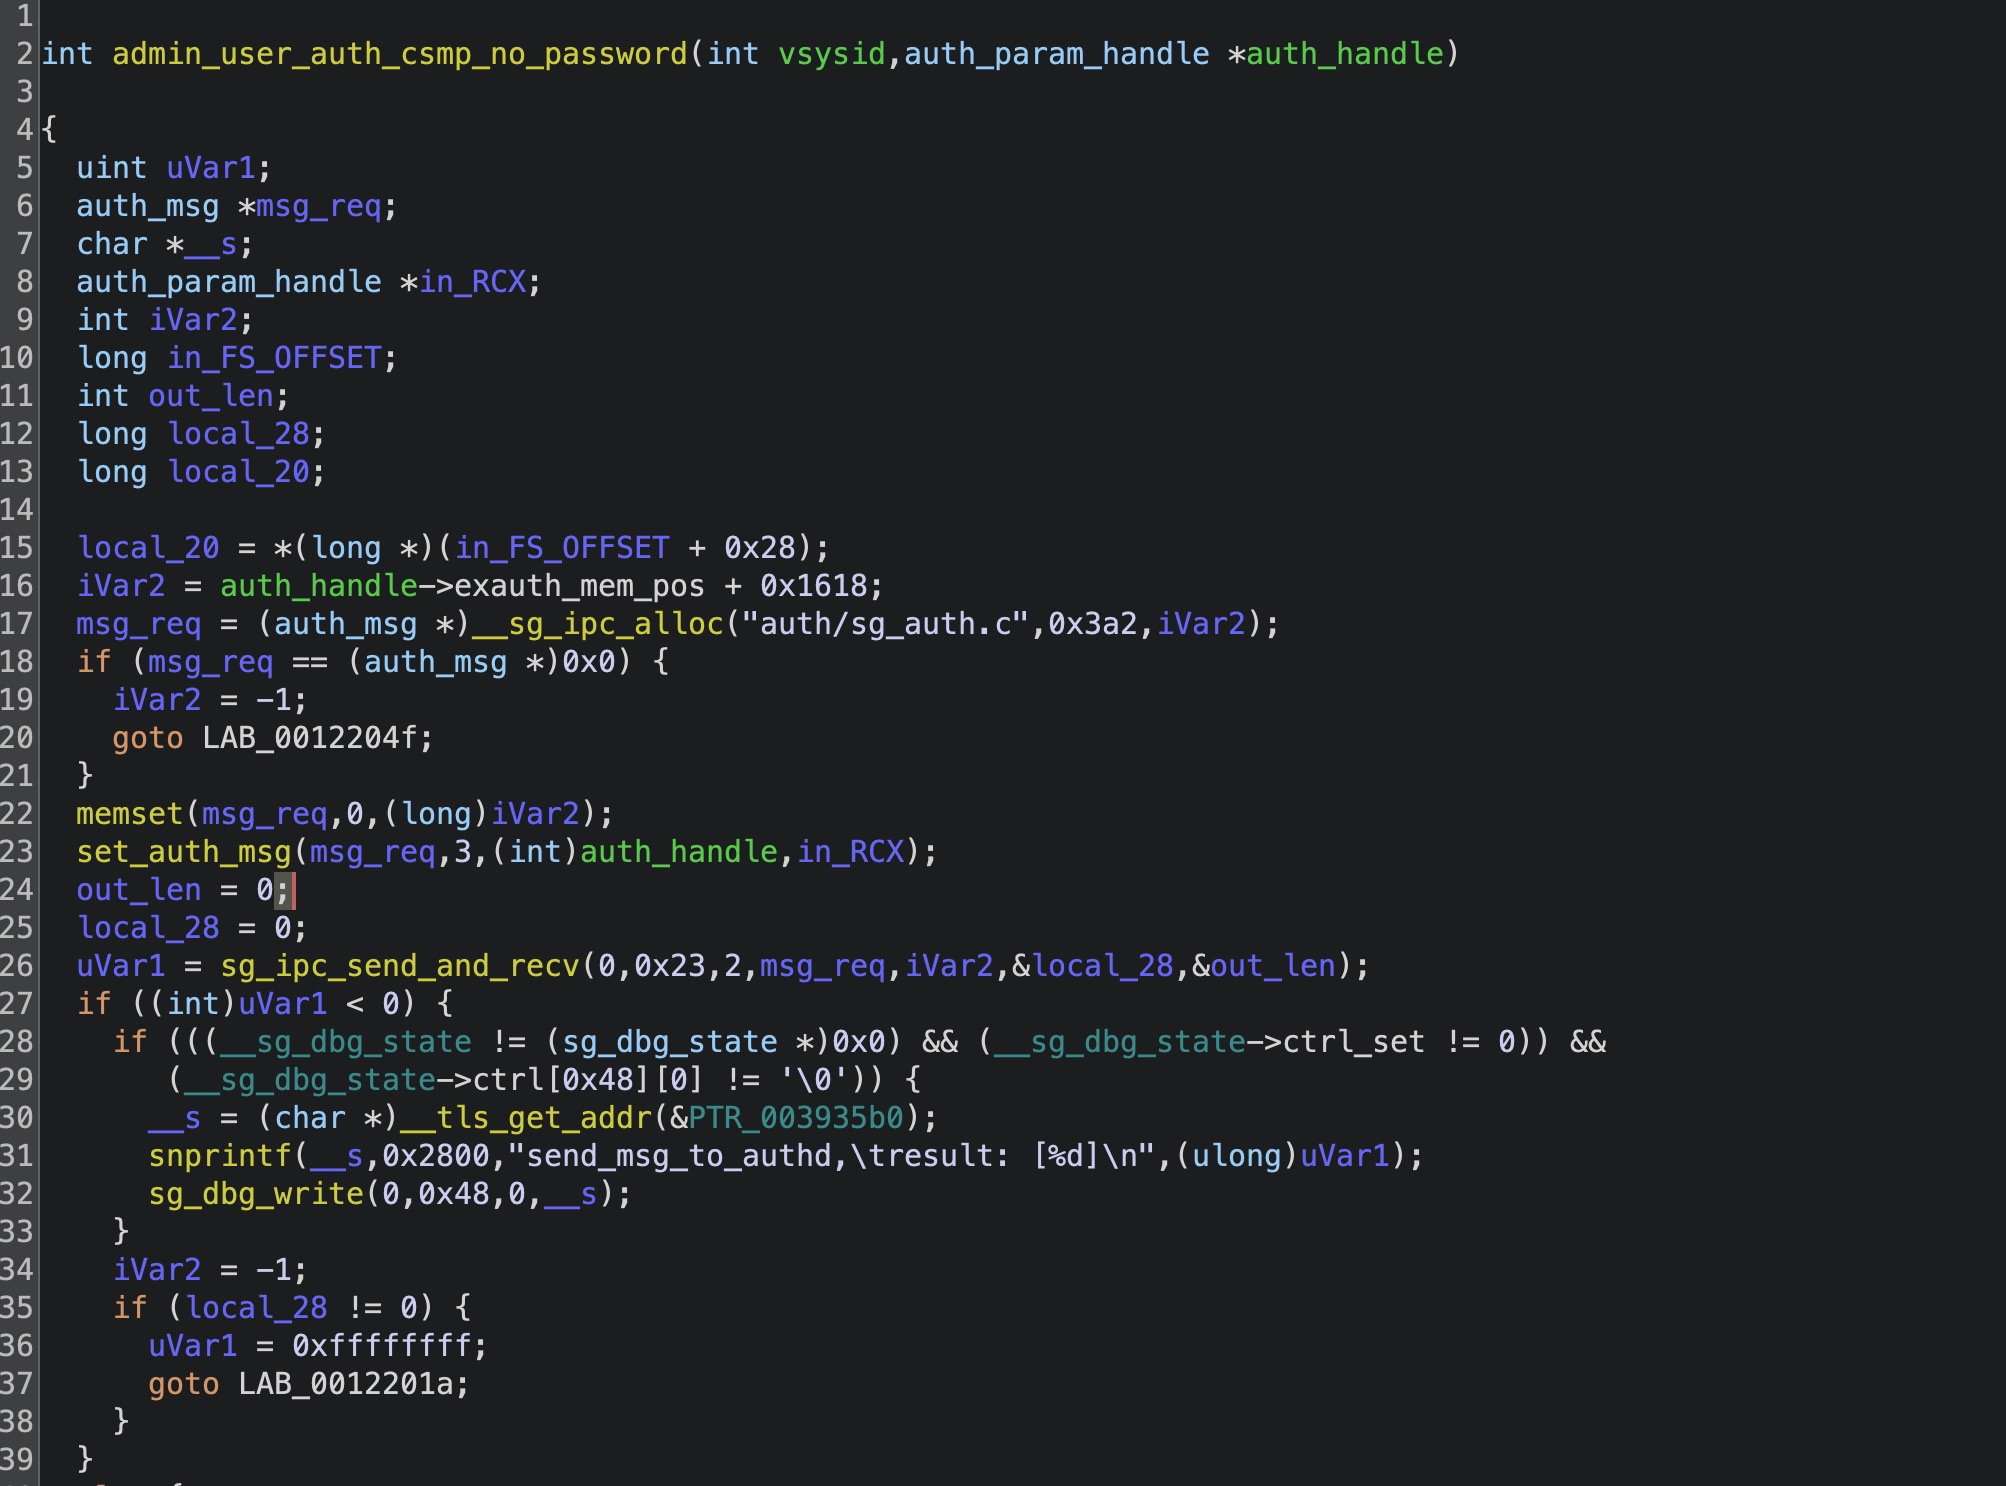 1
2 int admin_user_auth_csmp_no_password(int vsysid,auth_param_handle *auth_handle)
3
4 {
5   uint uVar1;
6   auth_msg *msg_req;
7   char *__s;
8   auth_param_handle *in_RCX;
9   int iVar2;
10   long in_FS_OFFSET;
11   int out_len;
12   long local_28;
13   long local_20;
14
15   local_20 = *(long *)(in_FS_OFFSET + 0x28);
16   iVar2 = auth_handle->exauth_mem_pos + 0x1618;
17   msg_req = (auth_msg *)__sg_ipc_alloc("auth/sg_auth.c",0x3a2,iVar2);
18   if (msg_req == (auth_msg *)0x0) {
19     iVar2 = -1;
20     goto LAB_0012204f;
21   }
22   memset(msg_req,0,(long)iVar2);
23   set_auth_msg(msg_req,3,(int)auth_handle,in_RCX);
24   out_len = 0;
25   local_28 = 0;
26   uVar1 = sg_ipc_send_and_recv(0,0x23,2,msg_req,iVar2,&local_28,&out_len);
27   if ((int)uVar1 < 0) {
28     if (((__sg_dbg_state != (sg_dbg_state *)0x0) && (__sg_dbg_state->ctrl_set != 0)) &&
29        (__sg_dbg_state->ctrl[0x48][0] != '\0')) {
30       __s = (char *)__tls_get_addr(&PTR_003935b0);
31       snprintf(__s,0x2800,"send_msg_to_authd,\tresult: [%d]\n",(ulong)uVar1);
32       sg_dbg_write(0,0x48,0,__s);
33     }
34     iVar2 = -1;
35     if (local_28 != 0) {
36       uVar1 = 0xffffffff;
37       goto LAB_0012201a;
38     }
39   }